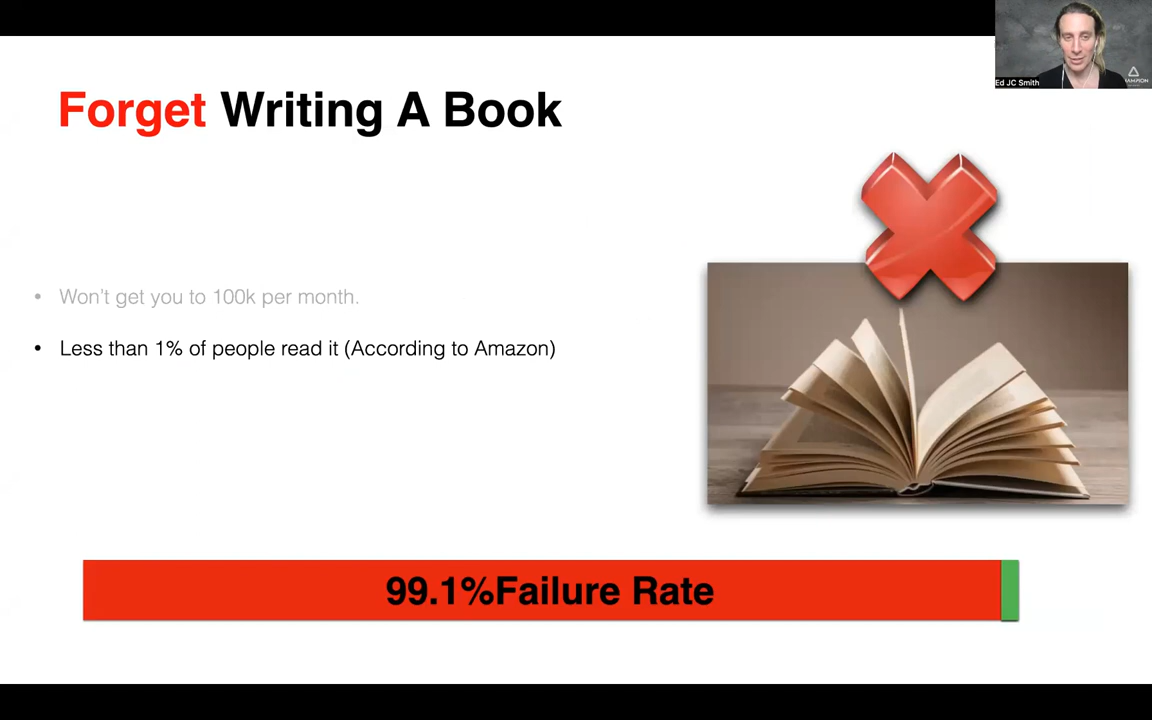 Ed JC Smith
Forget Writing A Book
• Won't get you to 100k per month.
• Less than 1% of people read it (According to Amazon)
99.1%Failure Rate